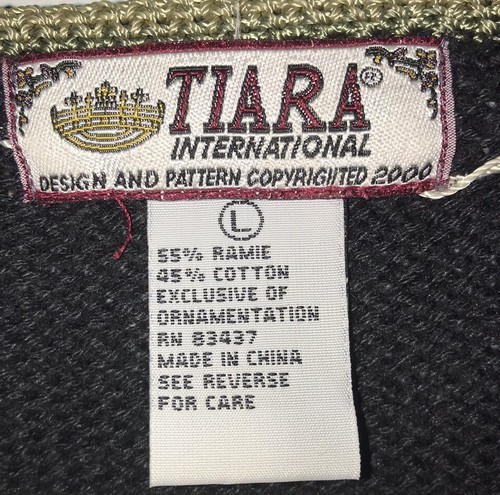 TIARA
INTERNATIONAL
DESIGN AND PATTERN COPYRIGHTED 2000
L
55% RAMIE
45% COTTON
EXCLUSIVE OF
ORNAMENTATION
RN 83437
MADE IN CHINA
SEE REVERSE
FOR CARE